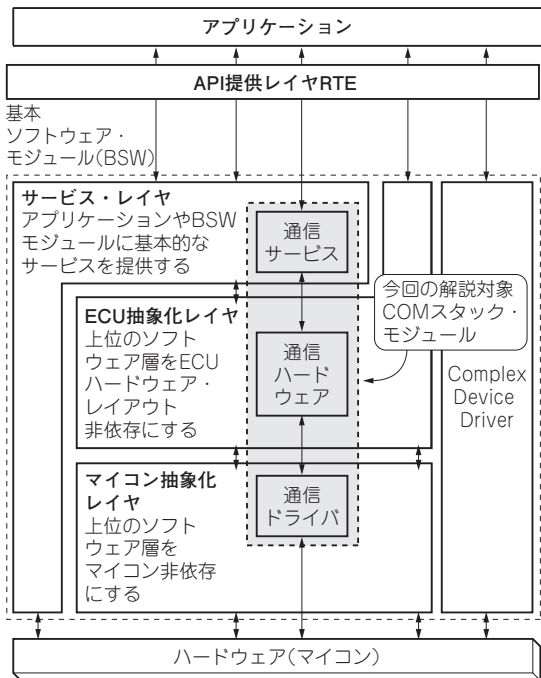 アプリケーション
API提供レイヤRTE
基本
ソフトウェア・
モジュール(BSW)
サービス・レイヤ
アプリケーションやBSW
モジュールに基本的な
サービスを提供する
通信
サービス
今回の解説対象
COMスタック・
モジュール
ECU抽象化レイヤ
上位のソフト
ウェア層をECU
ハードウェア・
レイアウト
非依存にする
通信
ハード
ウェア
Complex
Device
Driver
マイコン抽象化
レイヤ
上位のソフト
ウェア層を
マイコン非依存
にする
通信
ドライバ
ハードウェア(マイコン)